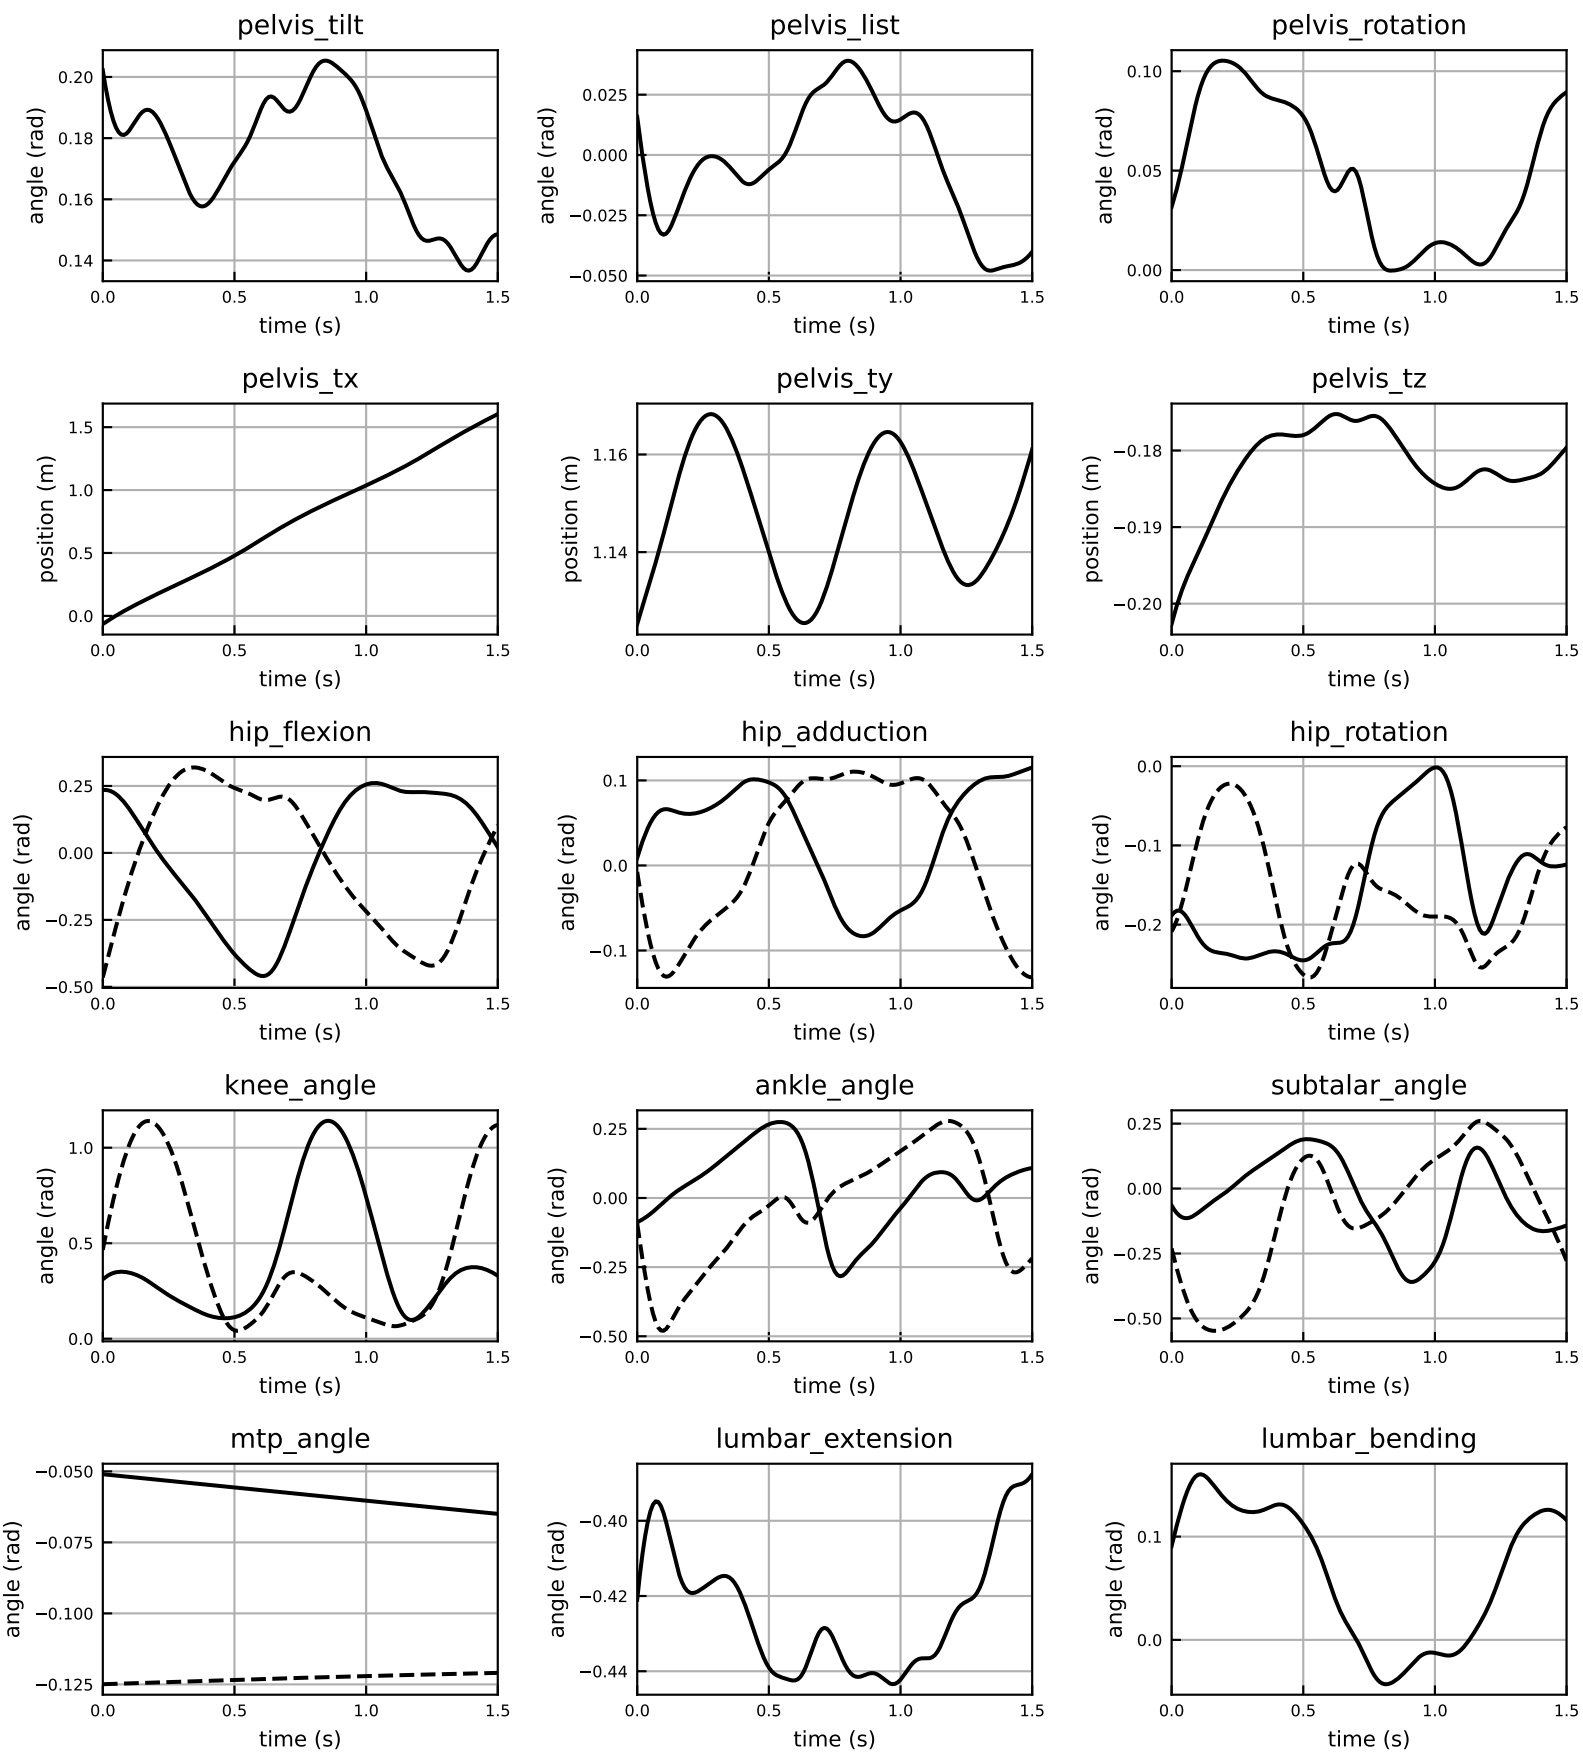 pelvis_tilt
angle (rad)
0.20
0.18
0.16
0.14
0.0 0.5 1.0 1.5
time (s)
pelvis_list
angle (rad)
0.025
0.000
−0.025
−0.050
0.0 0.5 1.0 1.5
time (s)
pelvis_rotation
angle (rad)
0.10
0.05
0.00
0.0 0.5 1.0 1.5
time (s)
pelvis_tx
position (m)
1.5
1.0
0.5
0.0
0.0 0.5 1.0 1.5
time (s)
pelvis_ty
position (m)
1.16
1.14
0.0 0.5 1.0 1.5
time (s)
pelvis_tz
position (m)
−0.18
−0.19
−0.20
0.0 0.5 1.0 1.5
time (s)
hip_flexion
angle (rad)
0.25
0.00
−0.25
−0.50
0.0 0.5 1.0 1.5
time (s)
hip_adduction
angle (rad)
0.1
0.0
−0.1
0.0 0.5 1.0 1.5
time (s)
hip_rotation
angle (rad)
0.0
−0.1
−0.2
0.0 0.5 1.0 1.5
time (s)
knee_angle
angle (rad)
1.0
0.5
0.0
0.0 0.5 1.0 1.5
time (s)
ankle_angle
angle (rad)
0.25
0.00
−0.25
−0.50
0.0 0.5 1.0 1.5
time (s)
subtalar_angle
angle (rad)
0.25
0.00
−0.25
−0.50
0.0 0.5 1.0 1.5
time (s)
mtp_angle
angle (rad)
−0.050
−0.075
−0.100
−0.125
0.0 0.5 1.0 1.5
time (s)
lumbar_extension
angle (rad)
−0.40
−0.42
−0.44
0.0 0.5 1.0 1.5
time (s)
lumbar_bending
angle (rad)
0.1
0.0
0.0 0.5 1.0 1.5
time (s)